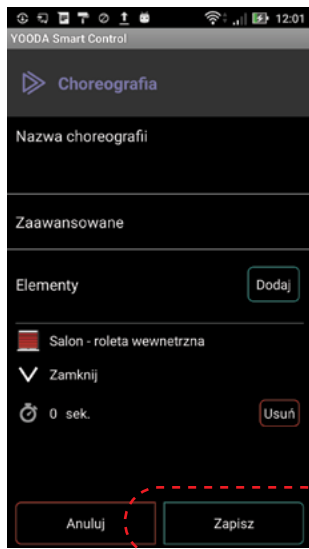 12:01
YOODA Smart Control
Choreografia
Nazwa choreografii
Zaawansowane
Elementy Dodaj
Salon - roleta wewnetrzna
Zamknij
0 sek. Usuń
Anuluj Zapisz